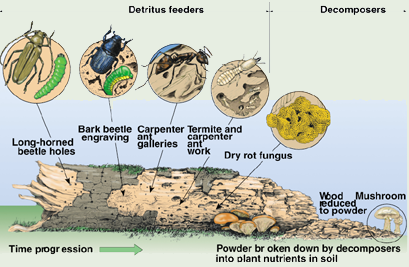 Detritus feeders
Decomposers
Long-horned
beetle holes
Bark beetle
engraving
Carpenter
ant
galleries
Termite and
carpenter
ant
work
Dry rot fungus
Wood
reduced
to powder
Mushroom
Time progression
Powder br oken down by decomposers
into plant nutrients in soil